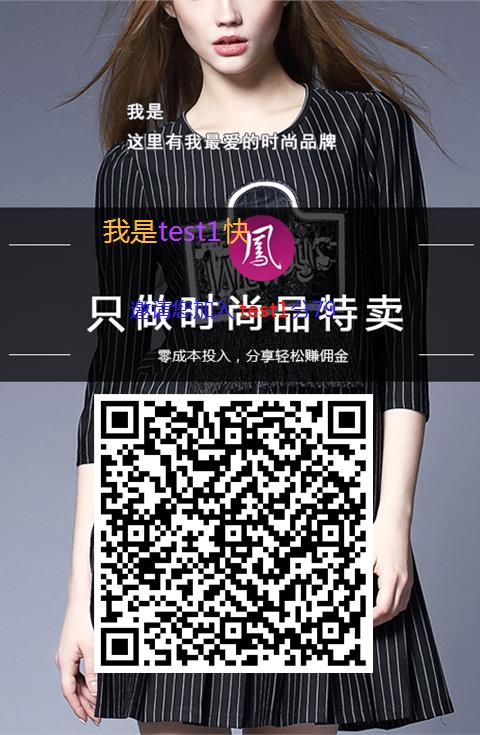 我是
这里有我最爱的时尚品牌
我是test1快
鳳
只做时尚品特卖
邀请您加入test1分79
零成本投入，分享轻松赚佣金